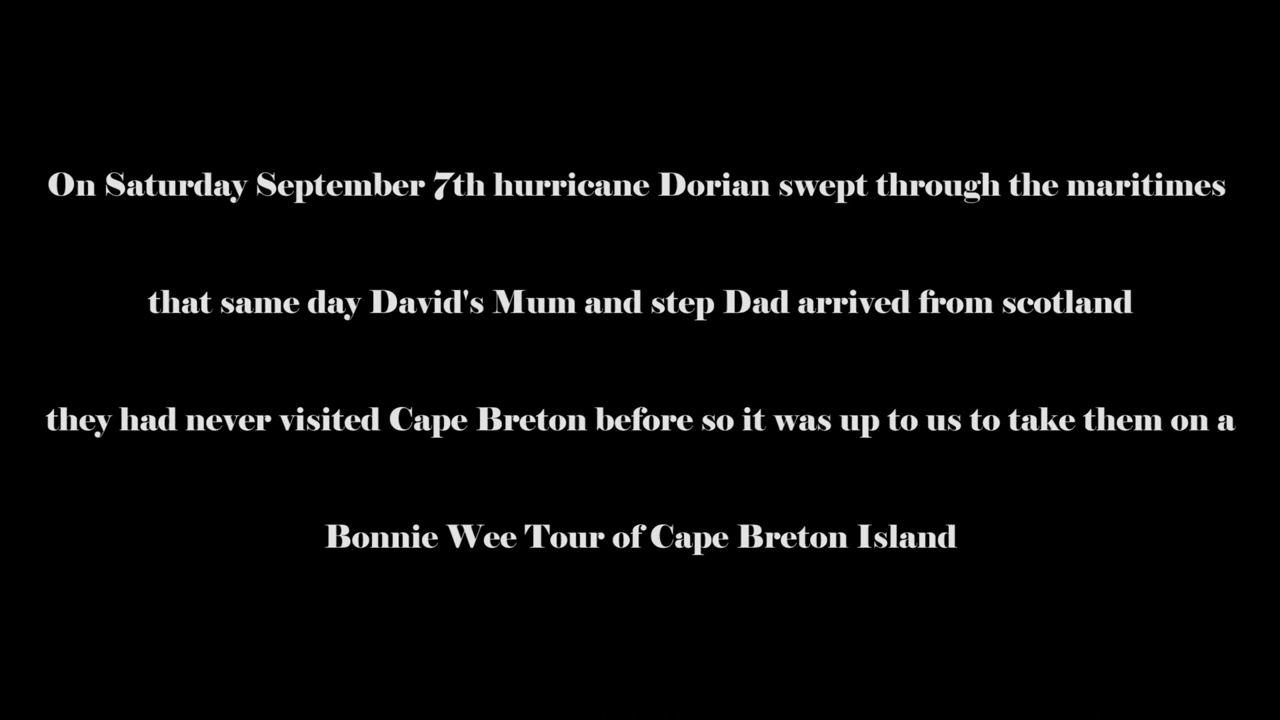 On Saturday September 7th hurricane Dorian swept through the maritimes
that same day David's Mum and step Dad arrived from scotland
they had never visited Cape Breton before so it was up to us to take them on a
Bonnie Wee Tour of Cape Breton Island